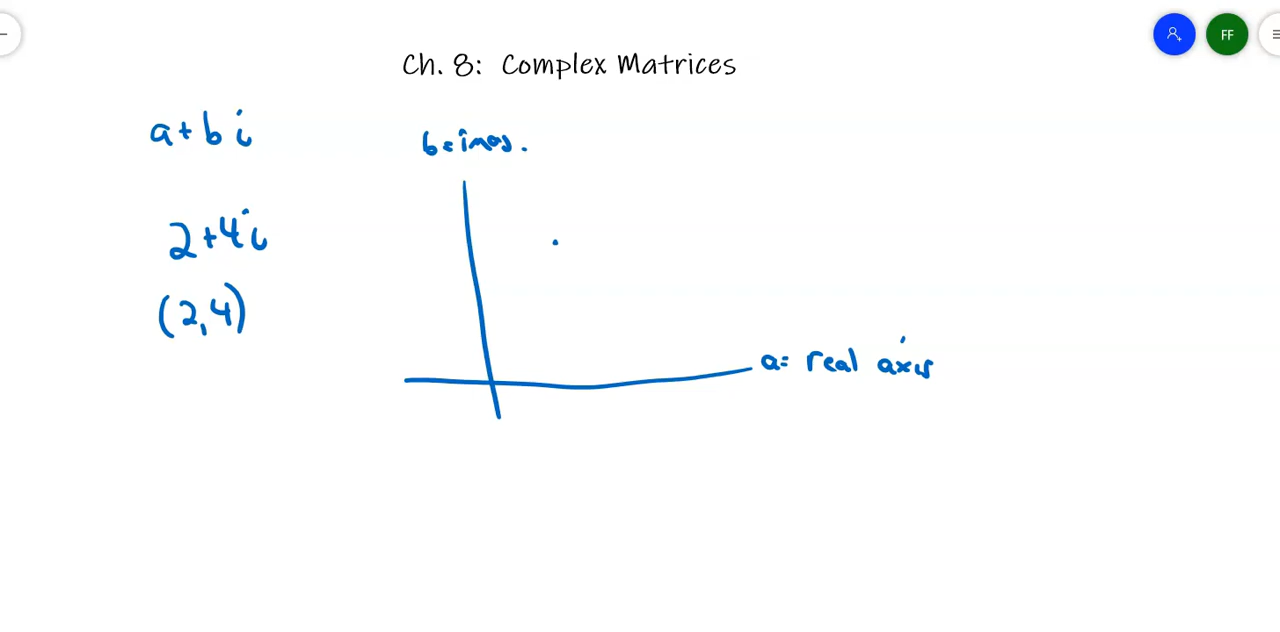 Ch. 8: Complex Matrices
FF
a+bi
b=imag.
2+4i
(2,4)
a= real axis